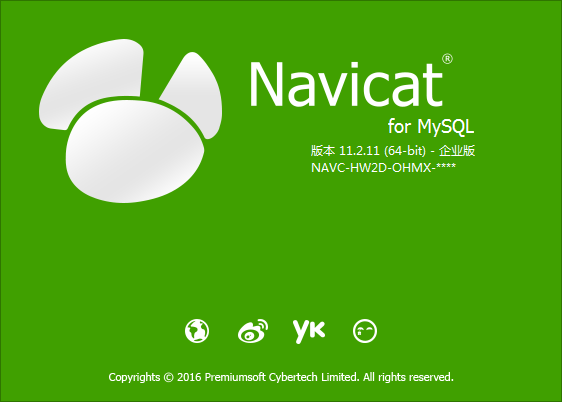 Navicat®
for MySQL
版本 11.2.11 (64-bit) - 企业版
NAVC-HW2D-OHMX-****
Copyrights © 2016 Premiumsoft Cybertech Limited. All rights reserved.